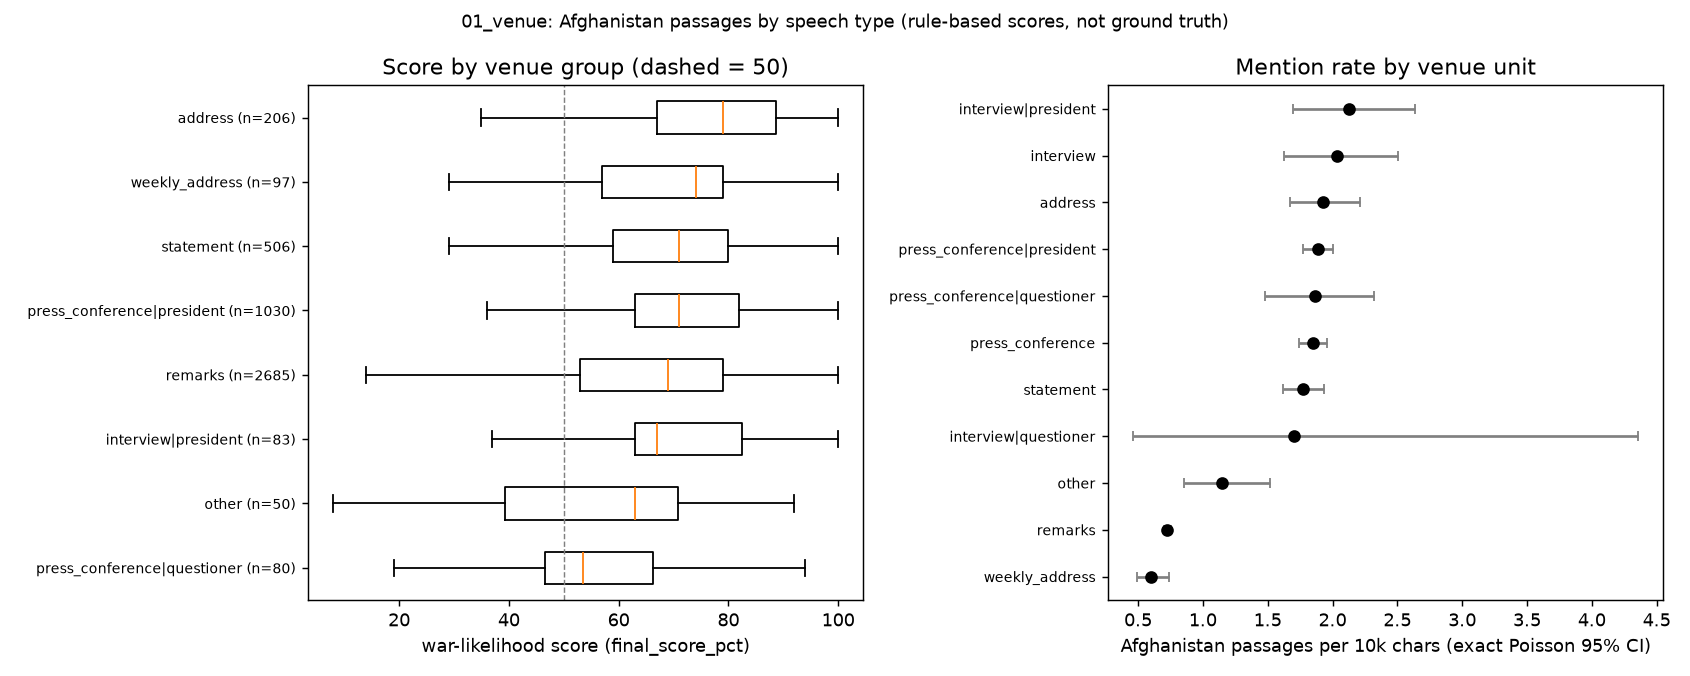 01_venue: Afghanistan passages by speech type (rule-based scores, not ground truth)
Score by venue group (dashed = 50)
address (n=206)
weekly_address (n=97)
statement (n=506)
press_conference|president (n=1030)
remarks (n=2685)
interview|president (n=83)
other (n=50)
press_conference|questioner (n=80)
20 40 60 80 100
war-likelihood score (final_score_pct)
Mention rate by venue unit
interview|president
interview
address
press_conference|president
press_conference|questioner
press_conference
statement
interview|questioner
other
remarks
weekly_address
0.5 1.0 1.5 2.0 2.5 3.0 3.5 4.0 4.5
Afghanistan passages per 10k chars (exact Poisson 95% CI)